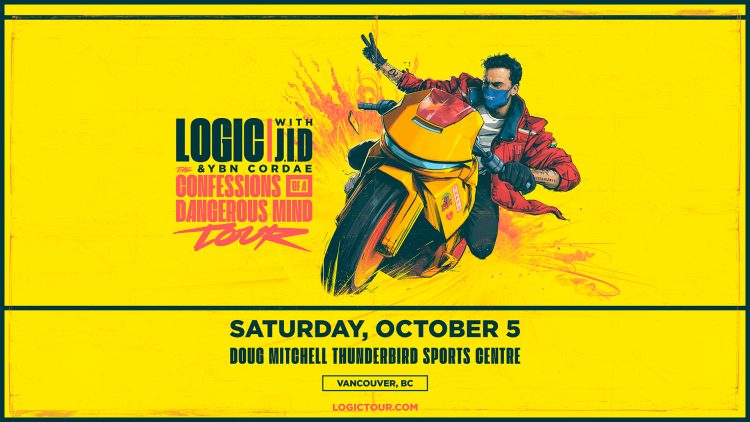 LOGIC WITH J.I.D
& YBN CORDAE
THE CONFESSIONS OF A
DANGEROUS MIND
TOUR
SATURDAY, OCTOBER 5
DOUG MITCHELL THUNDERBIRD SPORTS CENTRE
VANCOUVER, BC
LOGICTOUR.COM